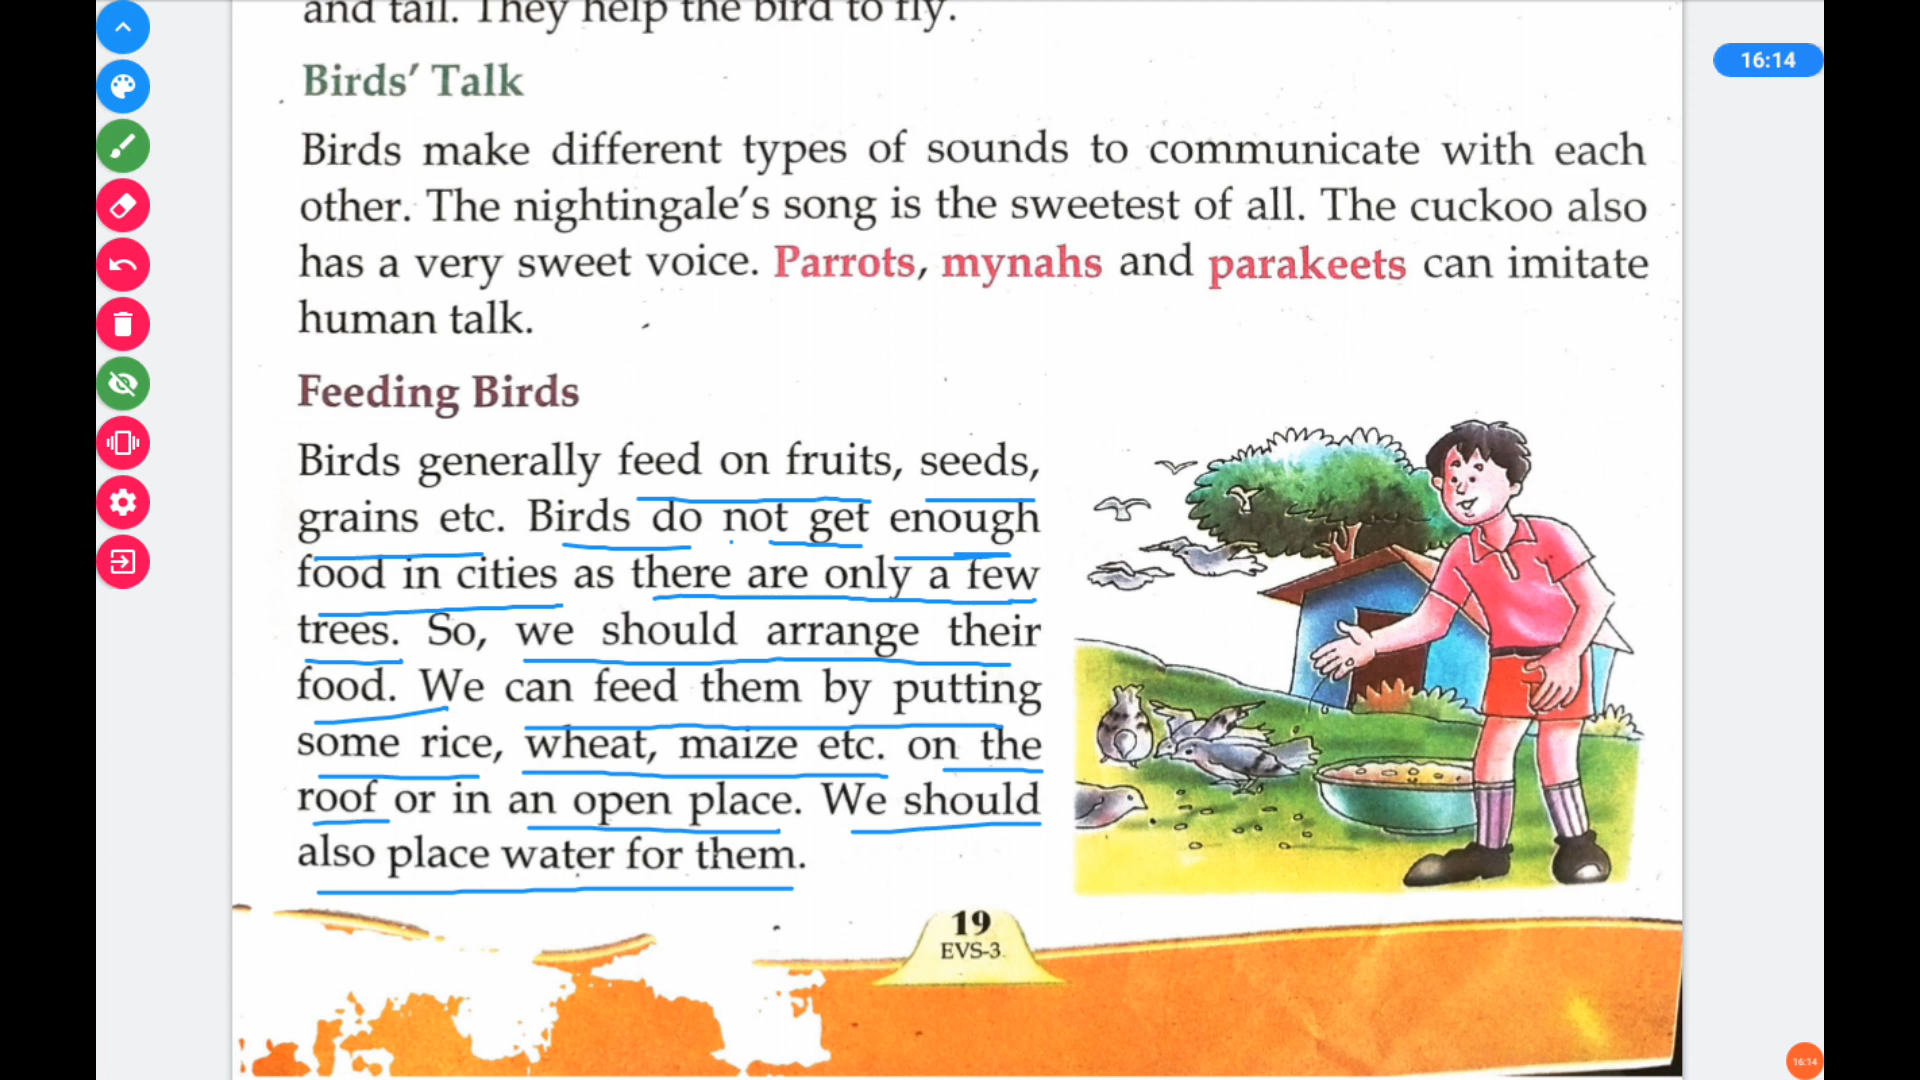 and tail. They help the bird to fly.
16:14
Birds' Talk
Birds make different types of sounds to communicate with each
other. The nightingale's song is the sweetest of all. The cuckoo also
has a very sweet voice. Parrots, mynahs and parakeets can imitate
human talk.
Feeding Birds
Birds generally feed on fruits, seeds,
grains etc. Birds do not get enough
food in cities as there are only a few
trees. So, we should arrange their
food. We can feed them by putting
some rice, wheat, maize etc. on the
roof or in an open place. We should
also place water for them.
19
EVS-3
16:14